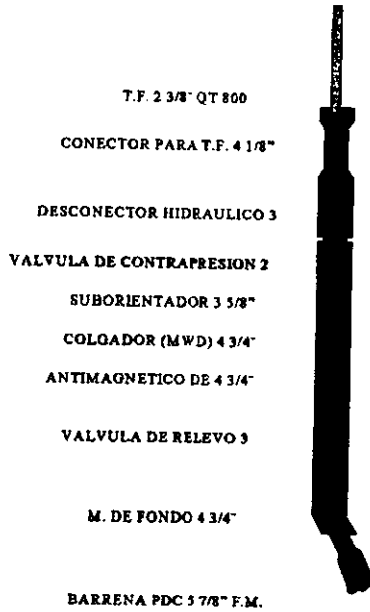 T.F. 2 3/8" QT 800
CONECTOR PARA T.F. 4 1/8"
DESCONECTOR HIDRAULICO 3
VALVULA DE CONTRAPRESION 2
SUBORIENTADOR 3 5/8"
COLGADOR (MWD) 4 3/4"
ANTIMAGNETICO DE 4 3/4"
VALVULA DE RELEVO 3
M. DE FONDO 4 3/4"
BARRENA PDC 5 7/8" F.M.